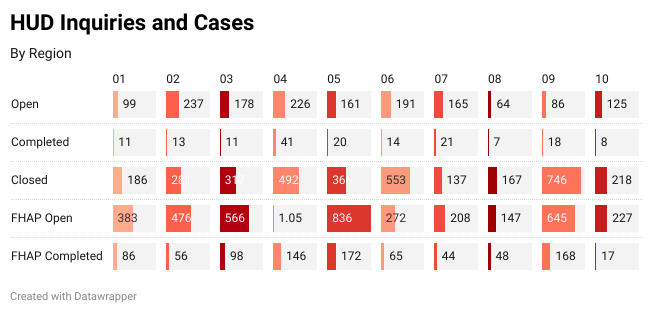 HUD Inquiries and Cases
By Region
01 02 03 04 05 06 07 08 09 10
Open 99 237 178 226 161 191 165 64 86 125
Completed 11 13 11 41 20 14 21 7 18 8
Closed 186 317 492 553 137 167 746 218
FHAP Open 383 476 566 1.05 836 272 208 147 645 227
FHAP Completed 86 56 98 146 172 65 44 48 168 17
Created with Datawrapper